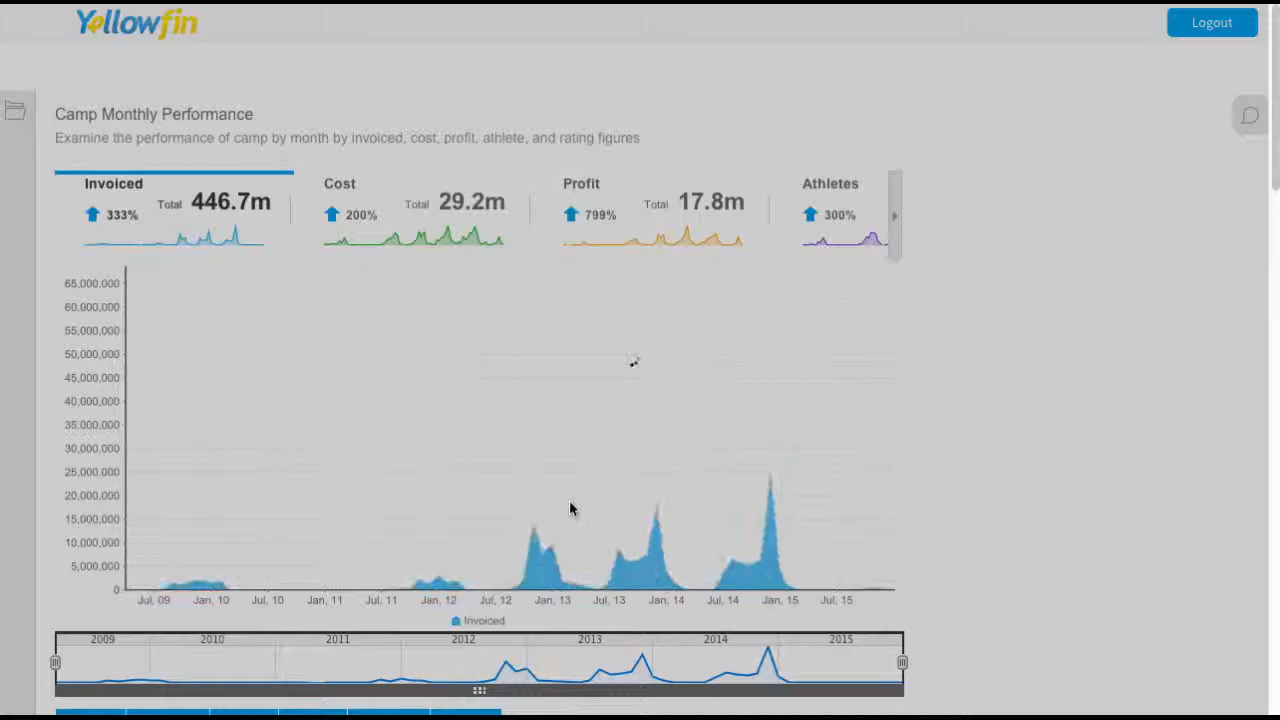 Yellowfin
Logout
Camp Monthly Performance
Examine the performance of camp by month by invoiced, cost, profit, athlete, and rating figures
Invoiced
333% Total 446.7m
Cost
200% Total 29.2m
Profit
799% Total 17.8m
Athletes
300%
65,000,000
60,000,000
55,000,000
50,000,000
45,000,000
40,000,000
35,000,000
30,000,000
25,000,000
20,000,000
15,000,000
10,000,000
5,000,000
0
Jul, 09 Jan, 10 Jul, 10 Jan, 11 Jul, 11 Jan, 12 Jul, 12 Jan, 13 Jul, 13 Jan, 14 Jul, 14 Jan, 15 Jul, 15
Invoiced
2009 2010 2011 2012 2013 2014 2015